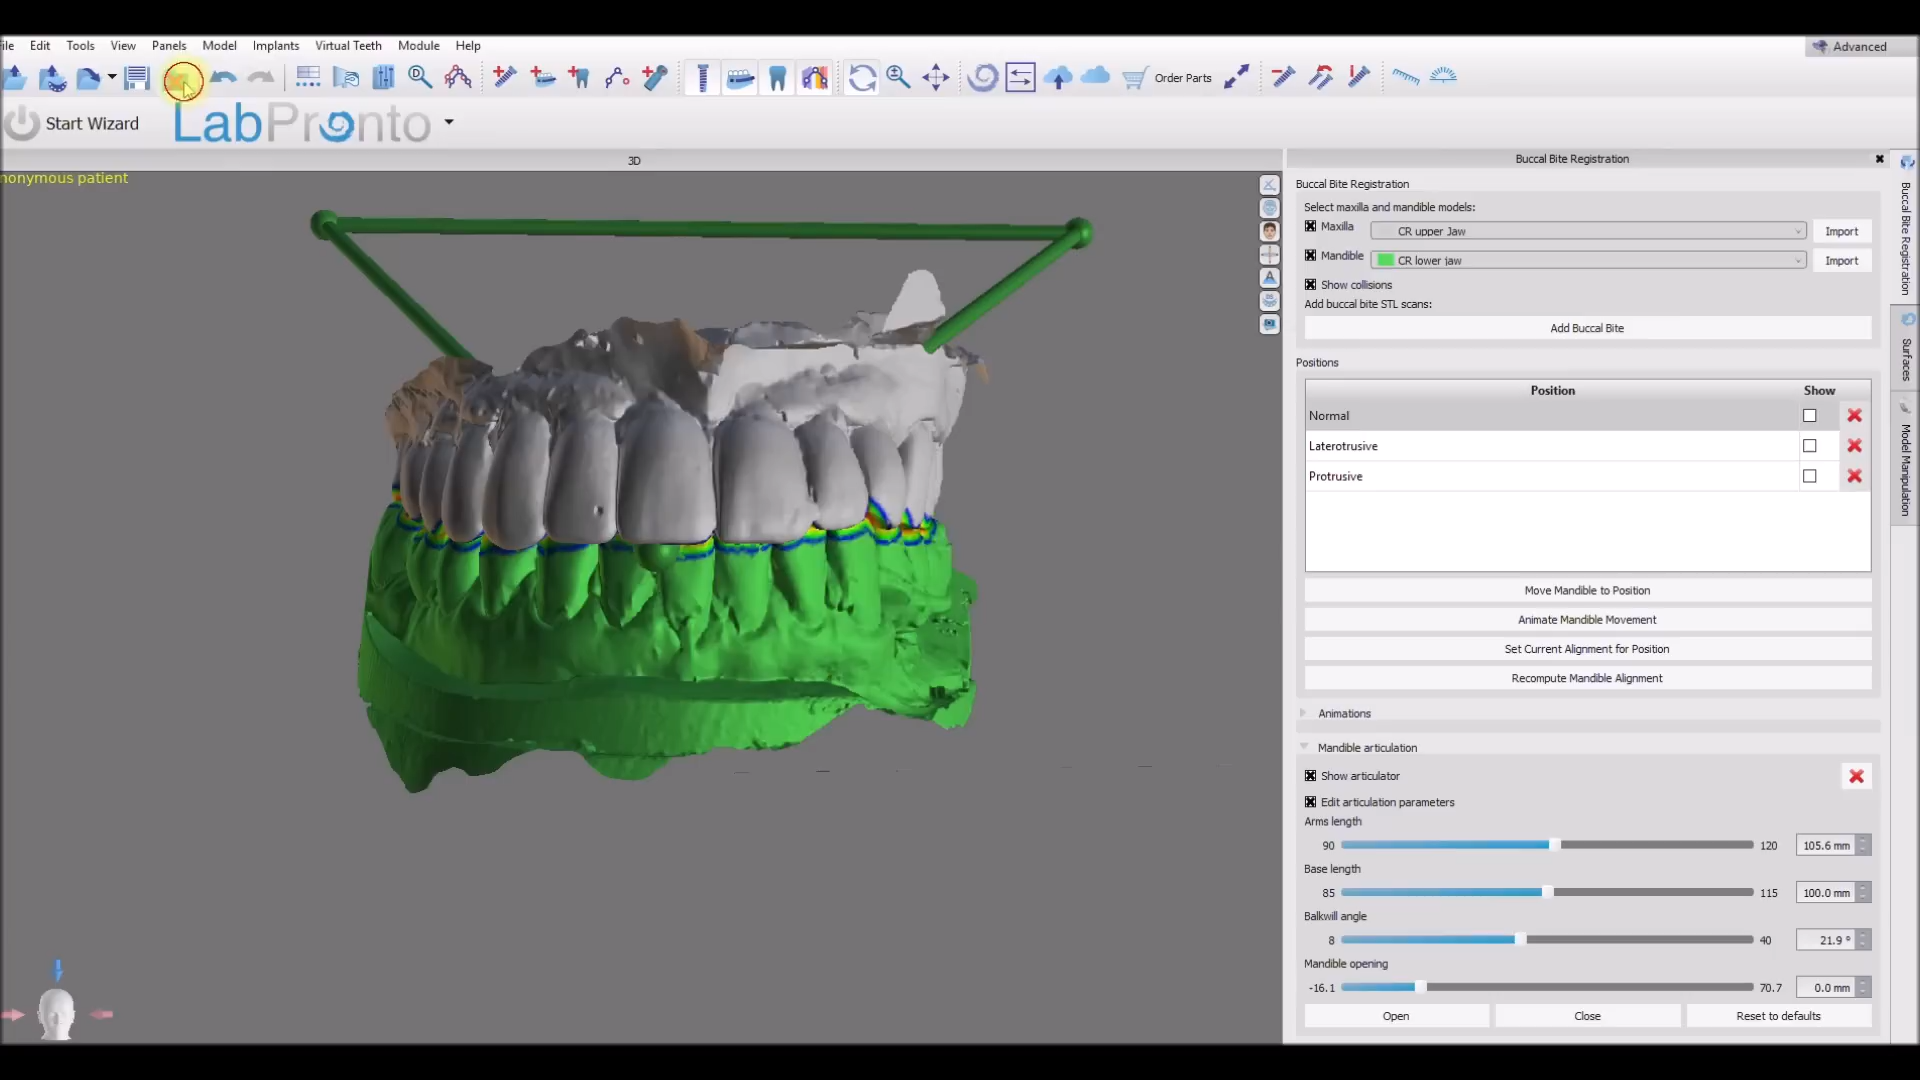 ile Edit Tools View Panels Model Implants Virtual Teeth Module Help
Advanced
D
Order Parts
Start Wizard
LabPronto
3D
nonymous patient
Buccal Bite Registration
Buccal Bite Registration
Select maxilla and mandible models:
Maxilla CR upper Jaw Import
Mandible CR lower jaw Import
Show collisions
Add buccal bite STL scans:
Add Buccal Bite
Positions
Position Show
Normal
Laterotrusive
Protrusive
Move Mandible to Position
Animate Mandible Movement
Set Current Alignment for Position
Recompute Mandible Alignment
Animations
Mandible articulation
Show articulator
Edit articulation parameters
Arms length
90 120 105.6 mm
Base length
85 115 100.0 mm
Balkwill angle
8 40 21.9 °
Mandible opening
-16.1 70.7 0.0 mm
Open Close Reset to defaults
Buccal Bite Registration
Surfaces
Model Manipulation